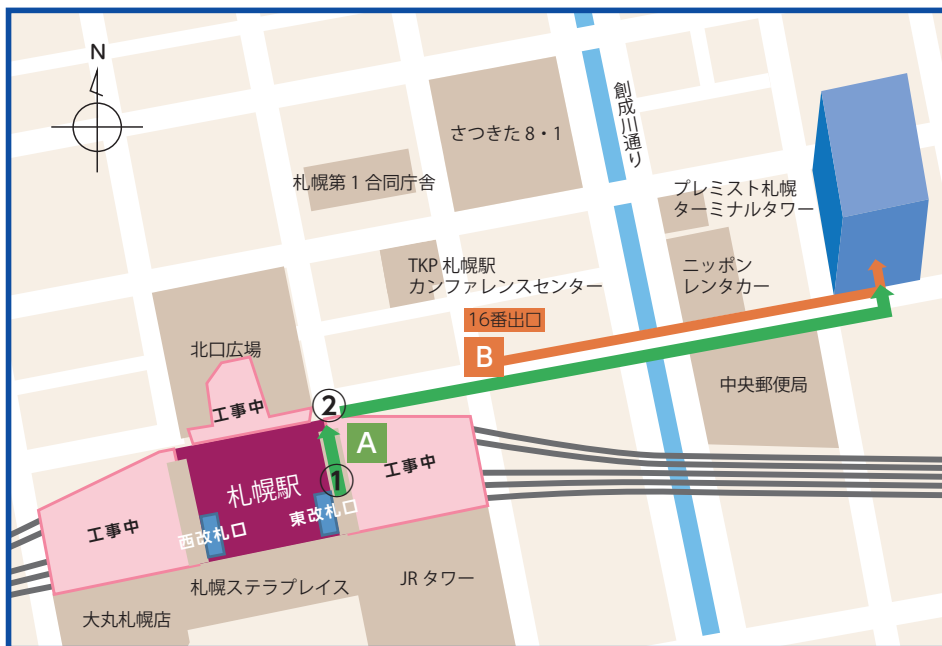 N
さつきた 8・1
創成川通り
札幌第 1 合同庁舎
プレミスト札幌
ターミナルタワー
TKP 札幌駅
カンファレンスセンター
ニッポン
レンタカー
16番出口
B
北口広場
中央郵便局
工事中
②
A
工事中
①
札幌駅
工事中
西改札口
東改札口
札幌ステラプレイス
JR タワー
大丸札幌店